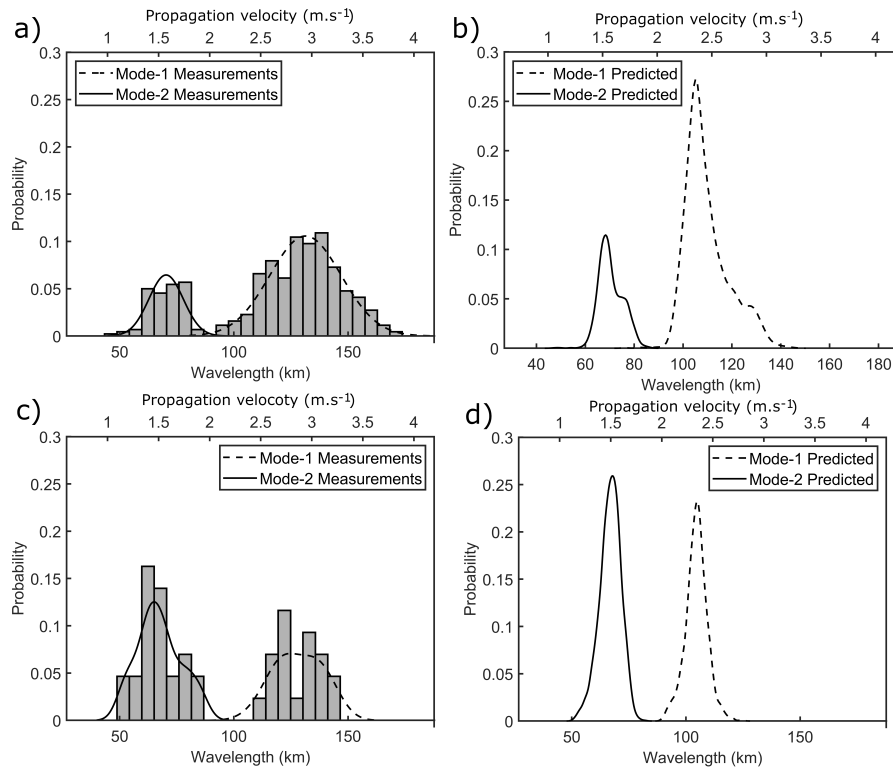 a)
Propagation velocity (m.s-1)
1 1.5 2 2.5 3 3.5 4
0.3
0.25
0.2
0.15
0.1
0.05
0
Probability
Mode-1 Measurements
Mode-2 Measurements
50 100 150
Wavelength (km)
b)
Propagation velocity (m.s-1)
1 1.5 2 2.5 3 3.5 4
0.3
0.25
0.2
0.15
0.1
0.05
0
Probability
Mode-1 Predicted
Mode-2 Predicted
40 60 80 100 120 140 160 180
Wavelength (km)
c)
Propagation velocoty (m.s-1)
1 1.5 2 2.5 3 3.5 4
0.3
0.25
0.2
0.15
0.1
0.05
0
Probability
Mode-1 Measurements
Mode-2 Measurements
50 100 150
Wavelength (km)
d)
Propagation velocity (m.s-1)
1 1.5 2 2.5 3 3.5 4
0.3
0.25
0.2
0.15
0.1
0.05
0
Probability
Mode-1 Predicted
Mode-2 Predicted
50 100 150
Wavelength (km)